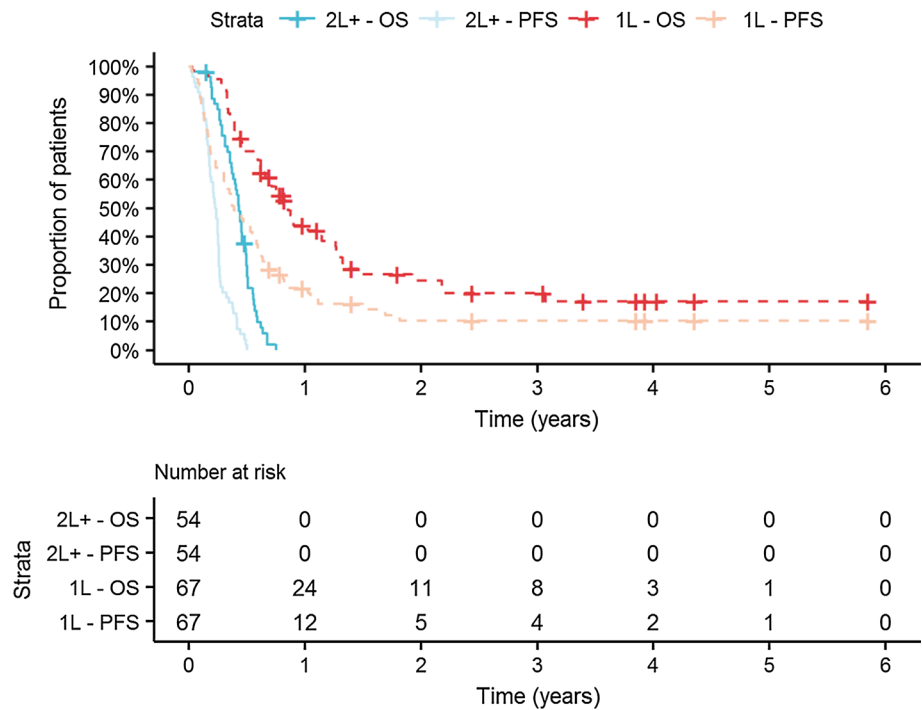 Strata 2L+ - OS 2L+ - PFS 1L - OS 1L - PFS
Proportion of patients
100%
90%
80%
70%
60%
50%
40%
30%
20%
10%
0%
0 1 2 3 4 5 6
Time (years)
Number at risk
Strata
2L+ - OS 54 0 0 0 0 0 0
2L+ - PFS 54 0 0 0 0 0 0
1L - OS 67 24 11 8 3 1 0
1L - PFS 67 12 5 4 2 1 0
0 1 2 3 4 5 6
Time (years)